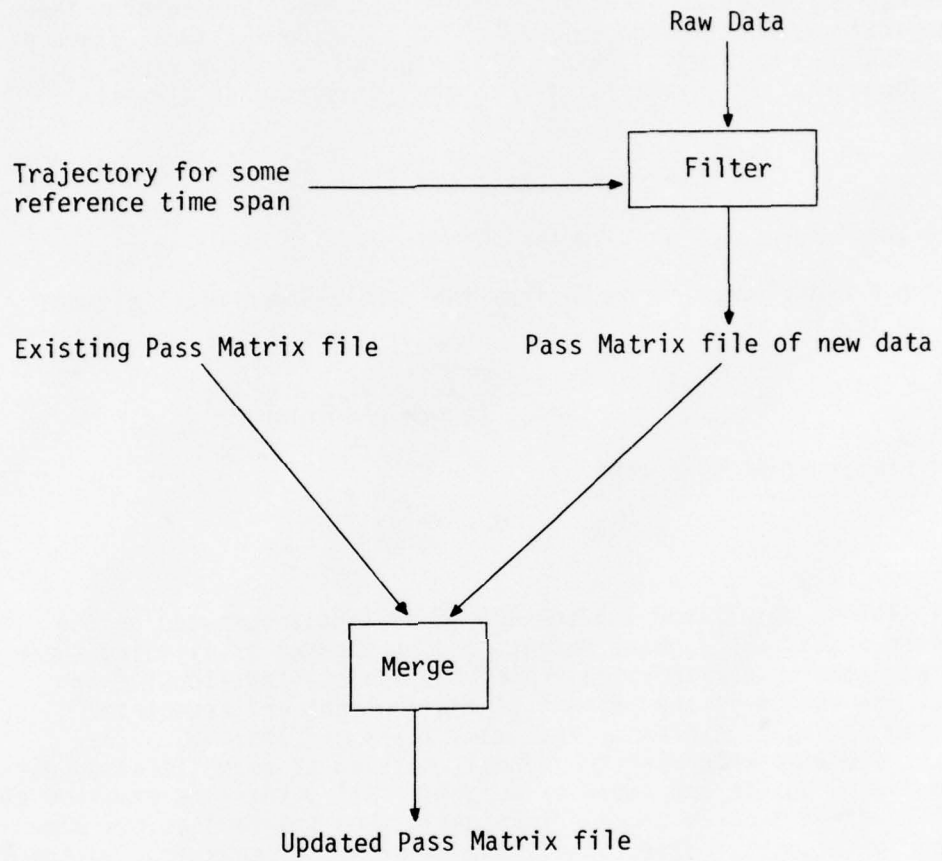 Raw Data
Filter
Trajectory for some
reference time span
Existing Pass Matrix file
Pass Matrix file of new data
Merge
Updated Pass Matrix file